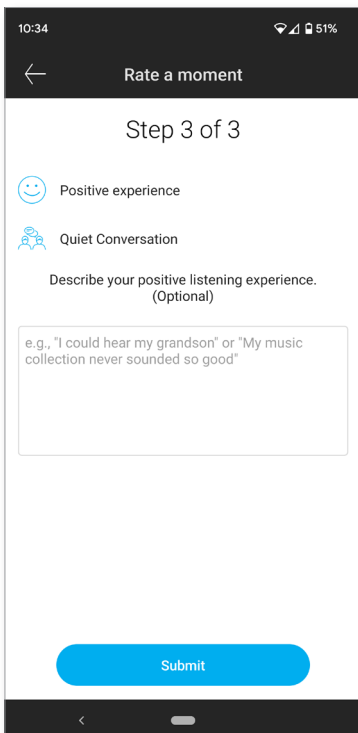 10:34
51%
Rate a moment
Step 3 of 3
Positive experience
Quiet Conversation
Describe your positive listening experience.
(Optional)
e.g., "I could hear my grandson" or "My music
collection never sounded so good"
Submit